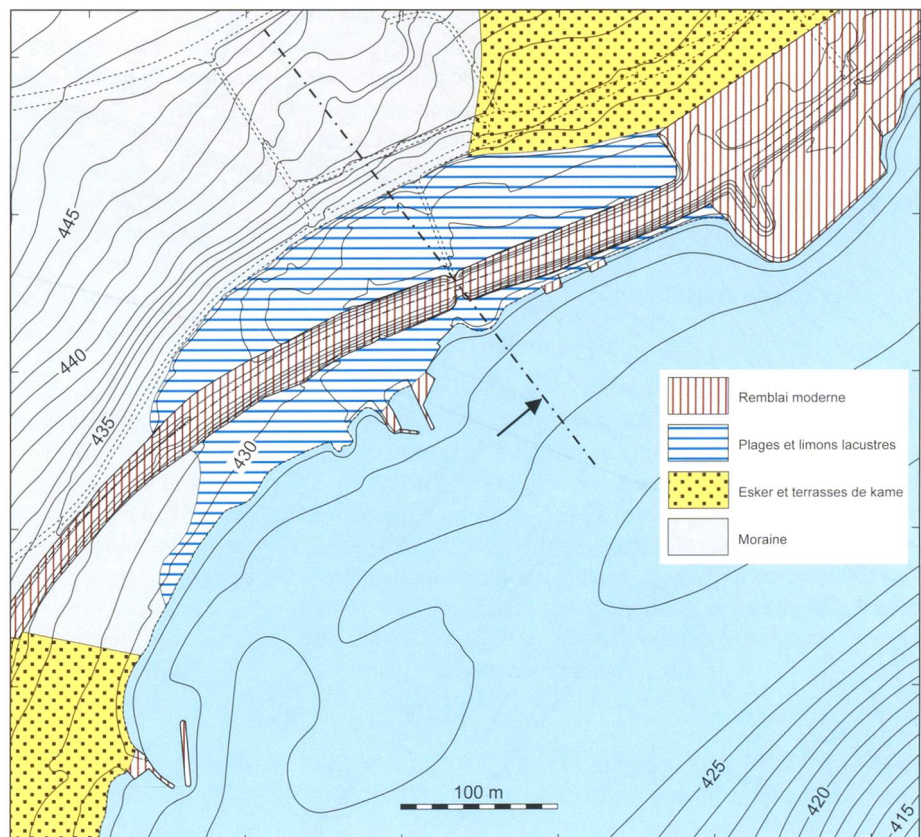 445
440
435
430
Remblai moderne
Plages et limons lacustres
Esker et terrasses de kame
Moraine
100 m
425
420
415